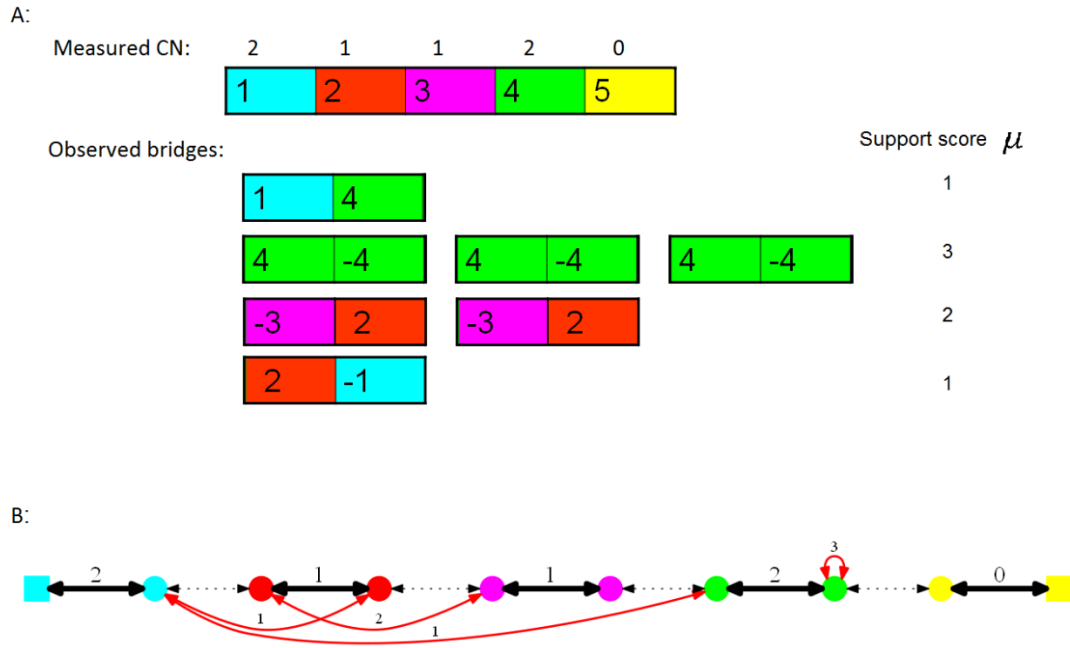 A:
Measured CN: 2 1 1 2 0
1 2 3 4 5
Observed bridges:
Support score μ
1 4 1
4 -4 4 -4 4 -4 3
-3 2 -3 2 2
2 -1 1
B:
3
2 1 1 2 0
1 2
1